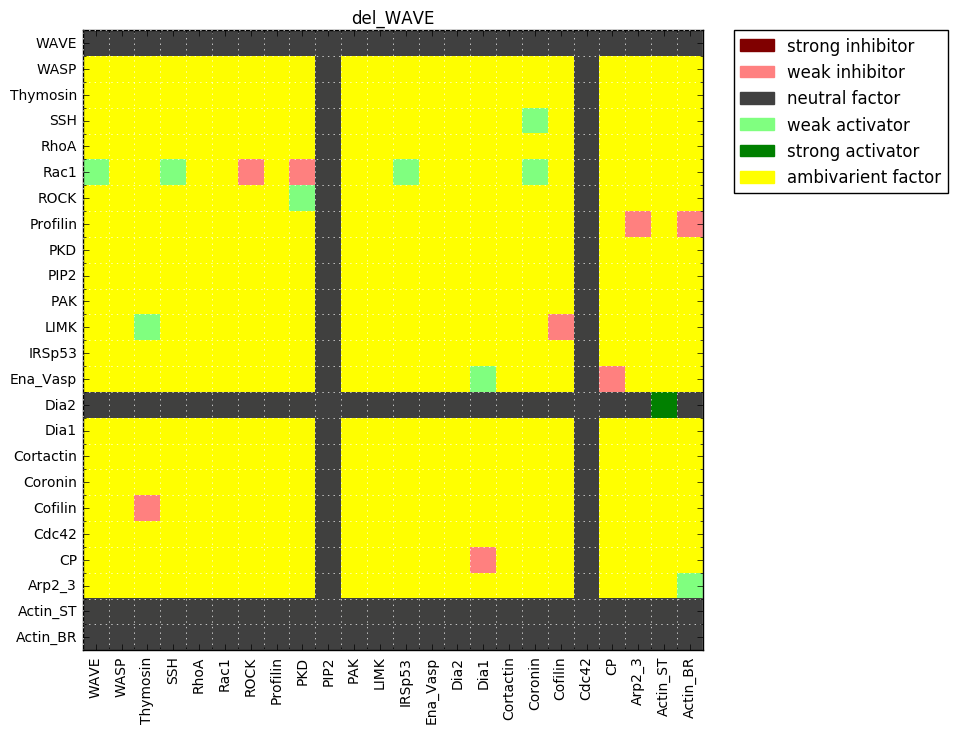 del_WAVE
WAVE
WASP
Thymosin
SSH
RhoA
Rac1
ROCK
Profilin
PKD
PIP2
PAK
LIMK
IRSp53
Ena_Vasp
Dia2
Dia1
Cortactin
Coronin
Cofilin
Cdc42
CP
Arp2_3
Actin_ST
Actin_BR
WAVE
WASP
Thymosin
SSH
RhoA
Rac1
ROCK
Profilin
PKD
PIP2
PAK
LIMK
IRSp53
Ena_Vasp
Dia2
Dia1
Cortactin
Coronin
Cofilin
Cdc42
CP
Arp2_3
Actin_ST
Actin_BR
strong inhibitor
weak inhibitor
neutral factor
weak activator
strong activator
ambivarient factor